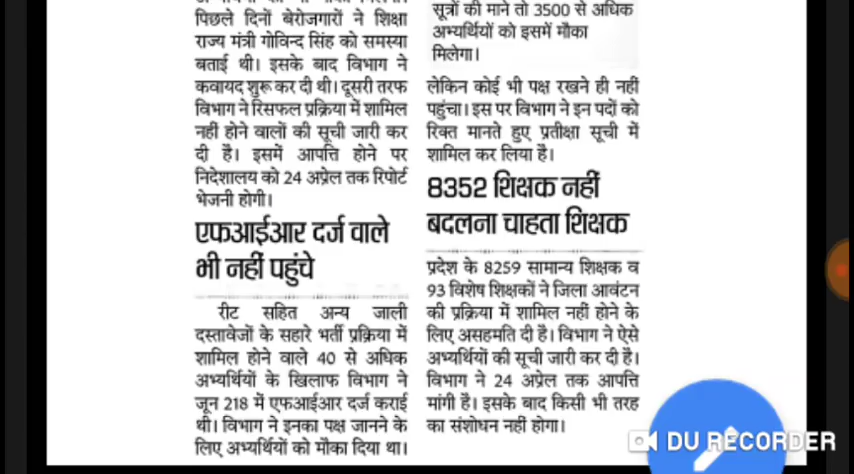 पिछले दिनों बेरोजगारों ने शिक्षा
राज्य मंत्री गोविन्द सिंह को समस्या
बताई थी। इसके बाद विभाग ने
कवायद शुरू कर दी थी। दूसरी तरफ
विभाग ने रिसफल प्रक्रिया में शामिल
नहीं होने वालों की सूची जारी कर
दी है। इसमें आपत्ति होने पर
निदेशालय को 24 अप्रेल तक रिपोर्ट
भेजनी होगी।
एफआईआर दर्ज वाले
भी नहीं पहुंचे
रीट सहित अन्य जाली
दस्तावेजों के सहारे भर्ती प्रक्रिया में
शामिल होने वाले 40 से अधिक
अभ्यर्थियों के खिलाफ विभाग ने
जून 218 में एफआईआर दर्ज कराई
थी। विभाग ने इनका पक्ष जानने के
लिए अभ्यर्थियों को मौका दिया था।
सूत्रों की माने तो 3500 से अधिक
अभ्यर्थियों को इसमें मौका
मिलेगा।
लेकिन कोई भी पक्ष रखने ही नहीं
पहुंचा। इस पर विभाग ने इन पदों को
रिक्त मानते हुए प्रतीक्षा सूची में
शामिल कर लिया है।
8352 शिक्षक नहीं
बदलना चाहता शिक्षक
प्रदेश के 8259 सामान्य शिक्षक व
93 विशेष शिक्षकों ने जिला आवंटन
की प्रक्रिया में शामिल नहीं होने के
लिए असहमति दी है। विभाग ने ऐसे
अभ्यर्थियों की सूची जारी कर दी है।
विभाग ने 24 अप्रेल तक आपत्ति
मांगी है। इसके बाद किसी भी तरह
का संशोधन नहीं होगा।
DU RECORDER